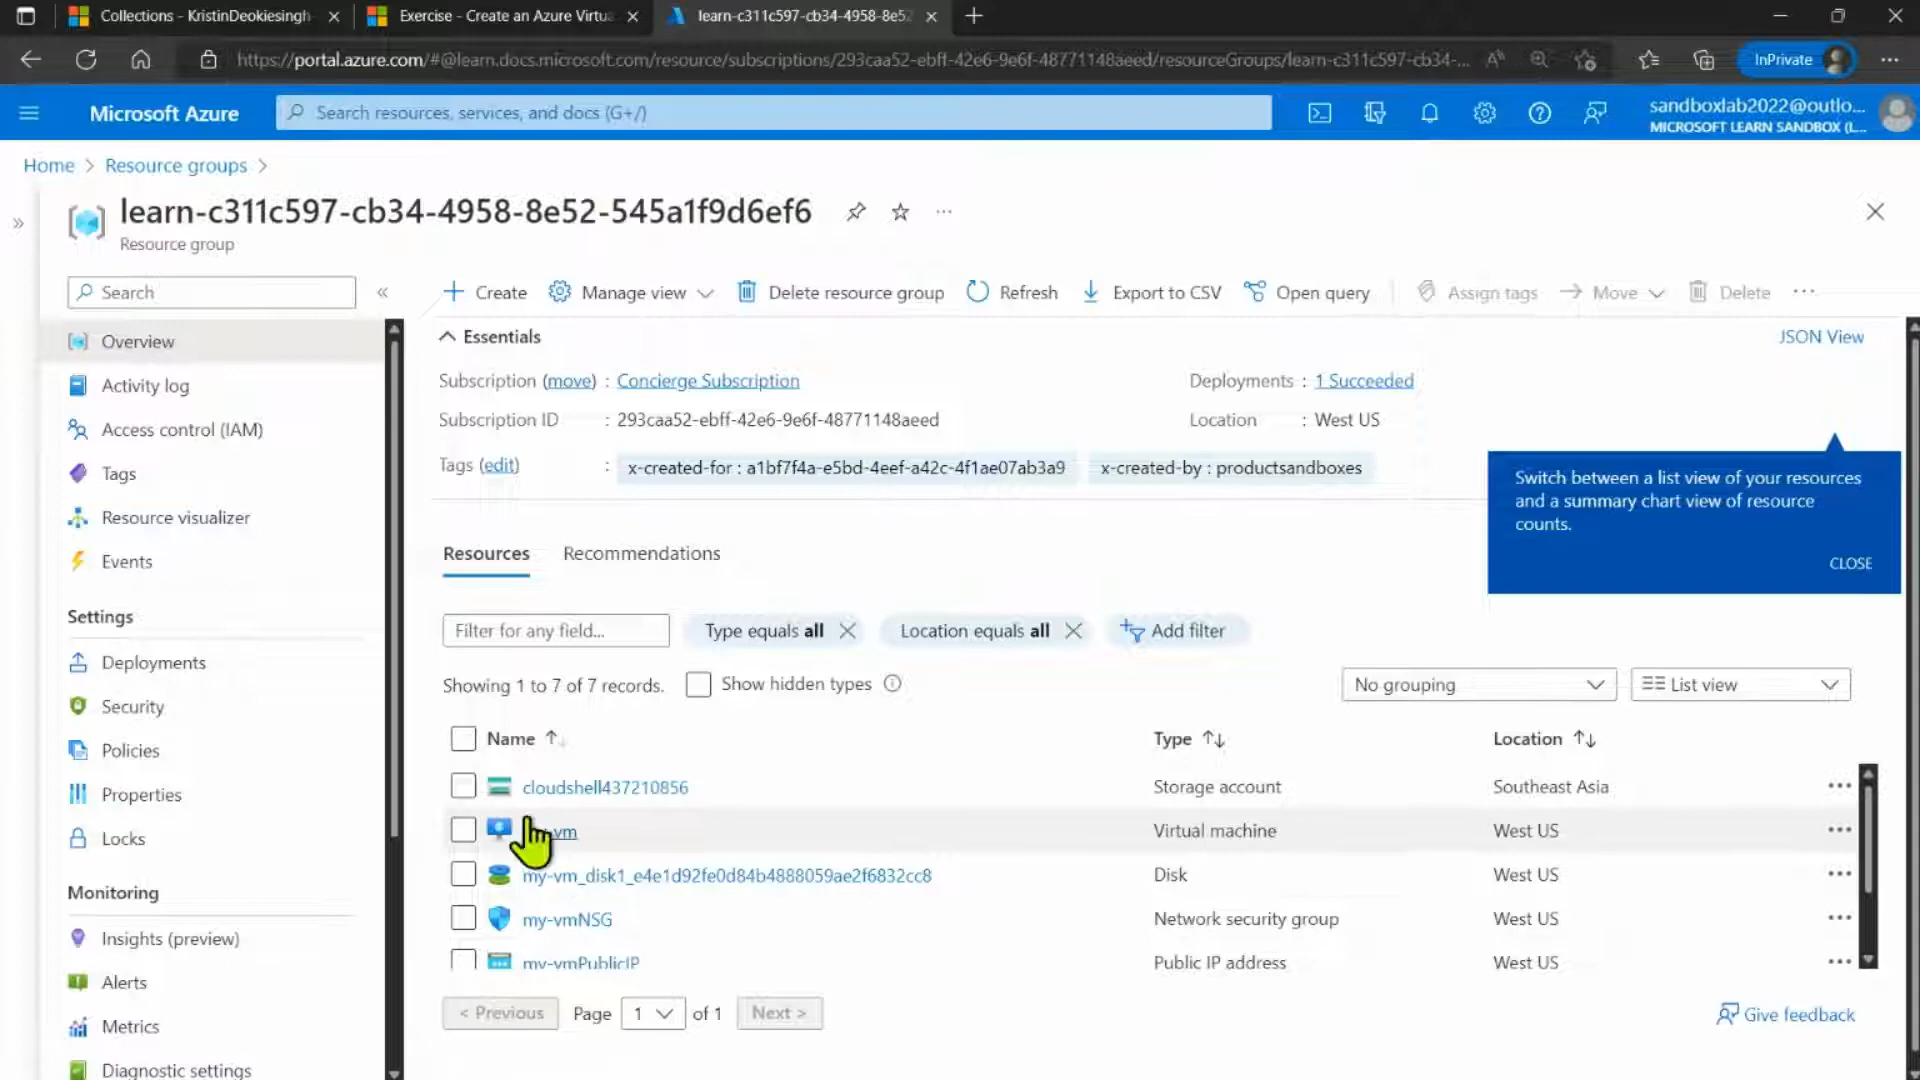 Collections - KristinDeokiesingh
Exercise - Create an Azure Virtua
learn-c311c597-cb34-4958-8e52
https://portal.azure.com/#@learn.docs.microsoft.com/resource/subscriptions/293caa52-ebff-42e6-9e6f-48771148aeed/resourceGroups/learn-c311c597-cb34-...
InPrivate
Microsoft Azure
Search resources, services, and docs (G+/)
sandboxlab2022@outlo...
MICROSOFT LEARN SANDBOX (L...
Home > Resource groups >
learn-c311c597-cb34-4958-8e52-545a1f9d6ef6
Resource group
Search
Create
Manage view
Delete resource group
Refresh
Export to CSV
Open query
Assign tags
Move
Delete
Overview
Activity log
Access control (IAM)
Tags
Resource visualizer
Events
Settings
Deployments
Security
Policies
Properties
Locks
Monitoring
Insights (preview)
Alerts
Metrics
Diagnostic settings
Essentials
JSON View
Subscription (move) : Concierge Subscription
Deployments : 1 Succeeded
Subscription ID : 293caa52-ebff-42e6-9e6f-48771148aeed
Location : West US
Tags (edit) : x-created-for : a1bf7f4a-e5bd-4eef-a42c-4f1ae07ab3a9 x-created-by : productsandboxes
Switch between a list view of your resources
and a summary chart view of resource
counts.
CLOSE
Resources
Recommendations
Filter for any field...
Type equals all
Location equals all
Add filter
Showing 1 to 7 of 7 records.
Show hidden types
No grouping
List view
Name
Type
Location
cloudshell437210856 Storage account Southeast Asia
vm Virtual machine West US
my-vm_disk1_e4e1d92fe0d84b4888059ae2f6832cc8 Disk West US
my-vmNSG Network security group West US
my-vmPublicIP Public IP address West US
< Previous Page 1 of 1 Next >
Give feedback